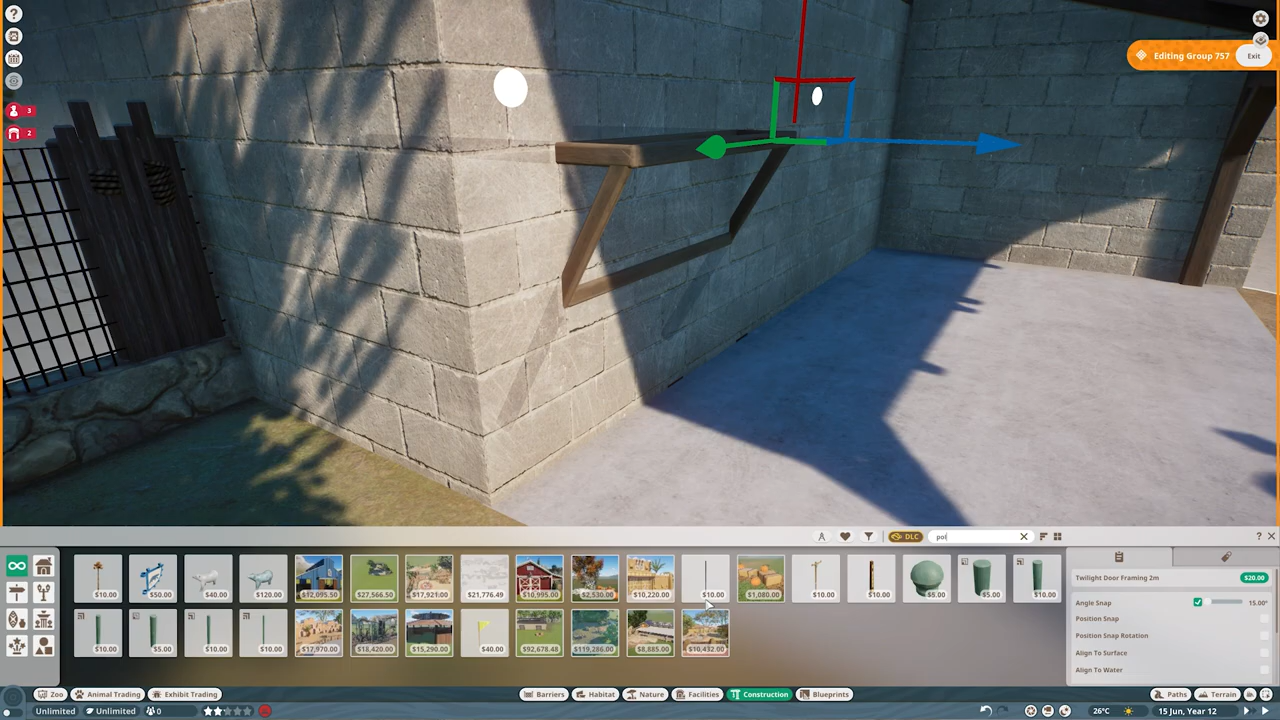 Editing Group 757
Exit
3
2
DLC
pol
?
$10.00
$50.00
$40.00
$120.00
$12,095.50
$27,566.50
$17,921.00
$21,776.49
$10,995.00
$2,530.00
$10,220.00
$10.00
$1,080.00
$10.00
$10.00
$5.00
$5.00
$10.00
$10.00
$5.00
$10.00
$10.00
$17,970.00
$18,420.00
$15,290.00
$40.00
$92,678.48
$119,286.00
$8,885.00
$10,432.00
Twilight Door Framing 2m
$20.00
Angle Snap
15.00°
Position Snap
Position Snap Rotation
Align To Surface
Align To Water
Zoo
Animal Trading
Exhibit Trading
Barriers
Habitat
Nature
Facilities
Construction
Blueprints
Paths
Terrain
Unlimited
Unlimited
0
26°C
15 Jun, Year 12